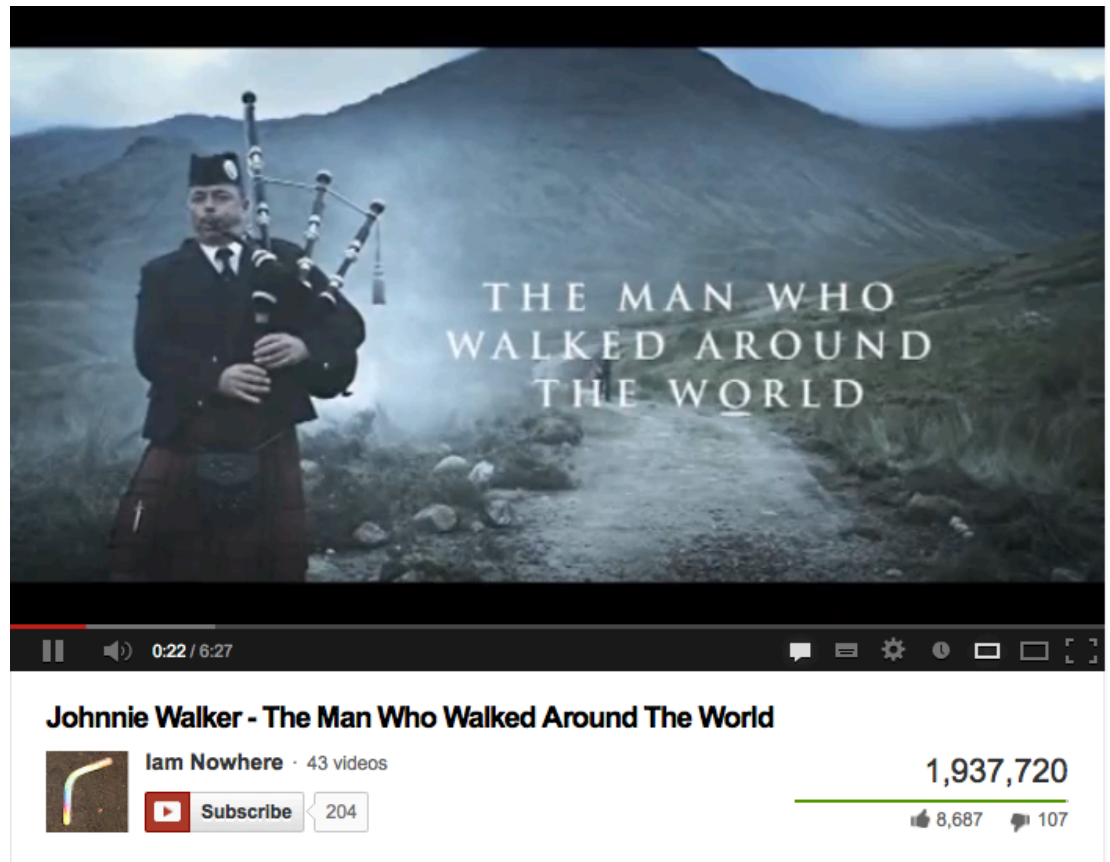 THE MAN WHO
WALKED AROUND
THE WORLD
0:22 / 6:27
Johnnie Walker - The Man Who Walked Around The World
Iam Nowhere · 43 videos
Subscribe 204
1,937,720
8,687 107